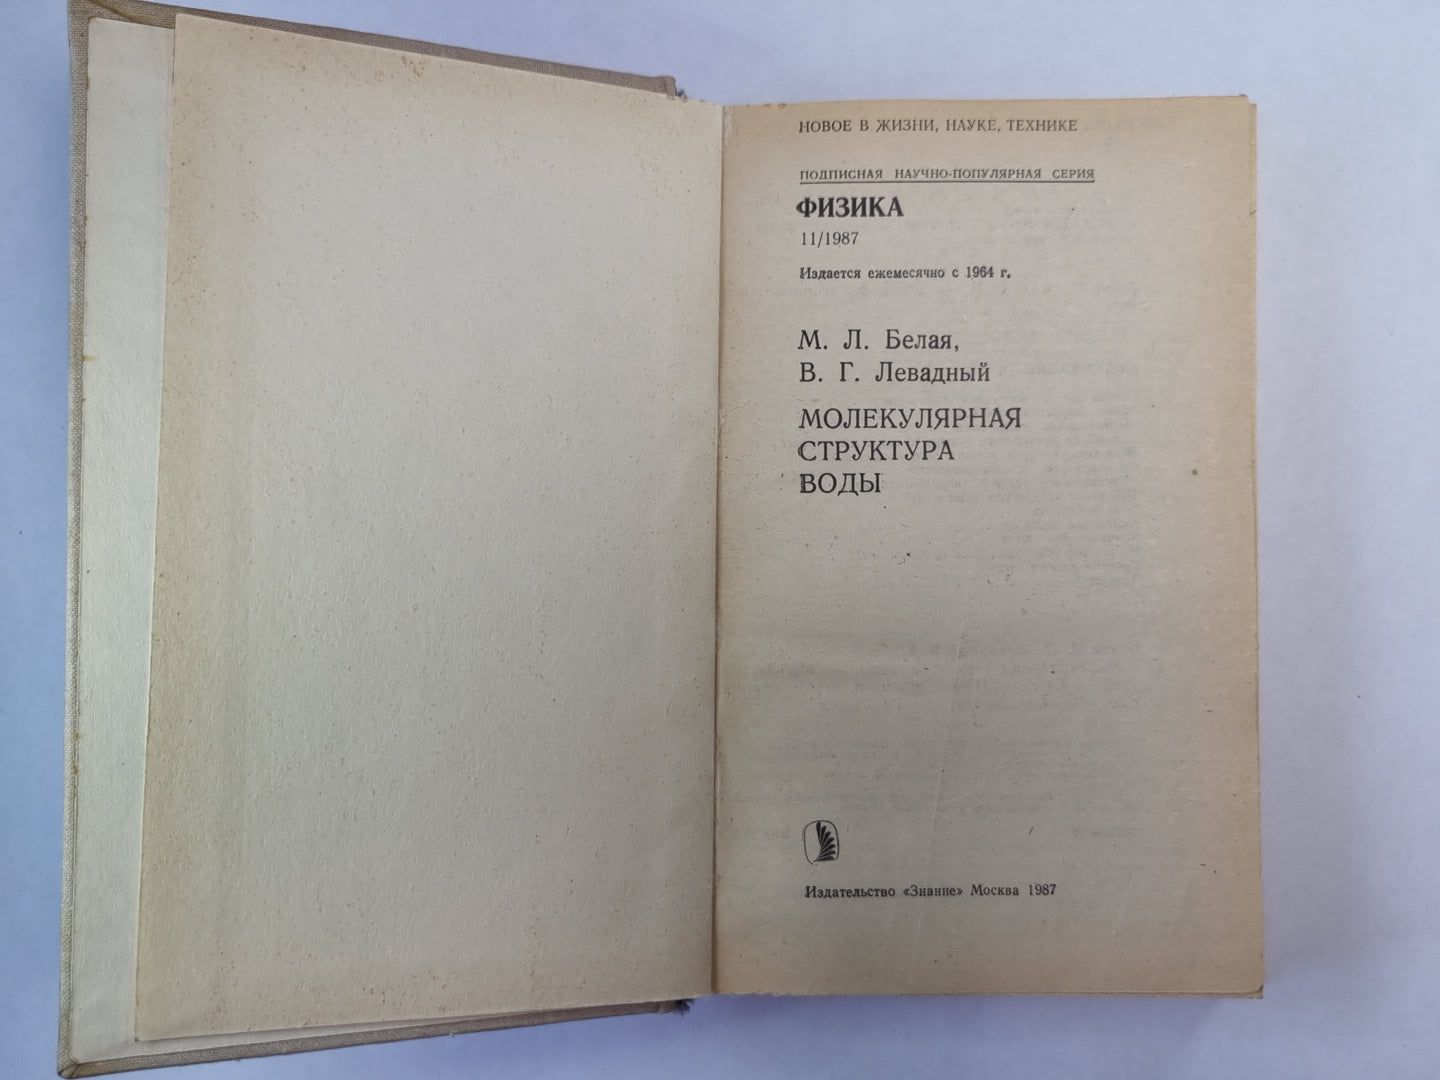 НОВОЕ В ЖИЗНИ, НАУКЕ, ТЕХНИКЕ
ПОДПИСНАЯ НАУЧНО-ПОПУЛЯРНАЯ СЕРИЯ
ФИЗИКА
11/1987
Издается ежемесячно с 1964 г.
М. Л. Белая,
В. Г. Левадный
МОЛЕКУЛЯРНАЯ
СТРУКТУРА
ВОДЫ
Издательство «Знание» Москва 1987